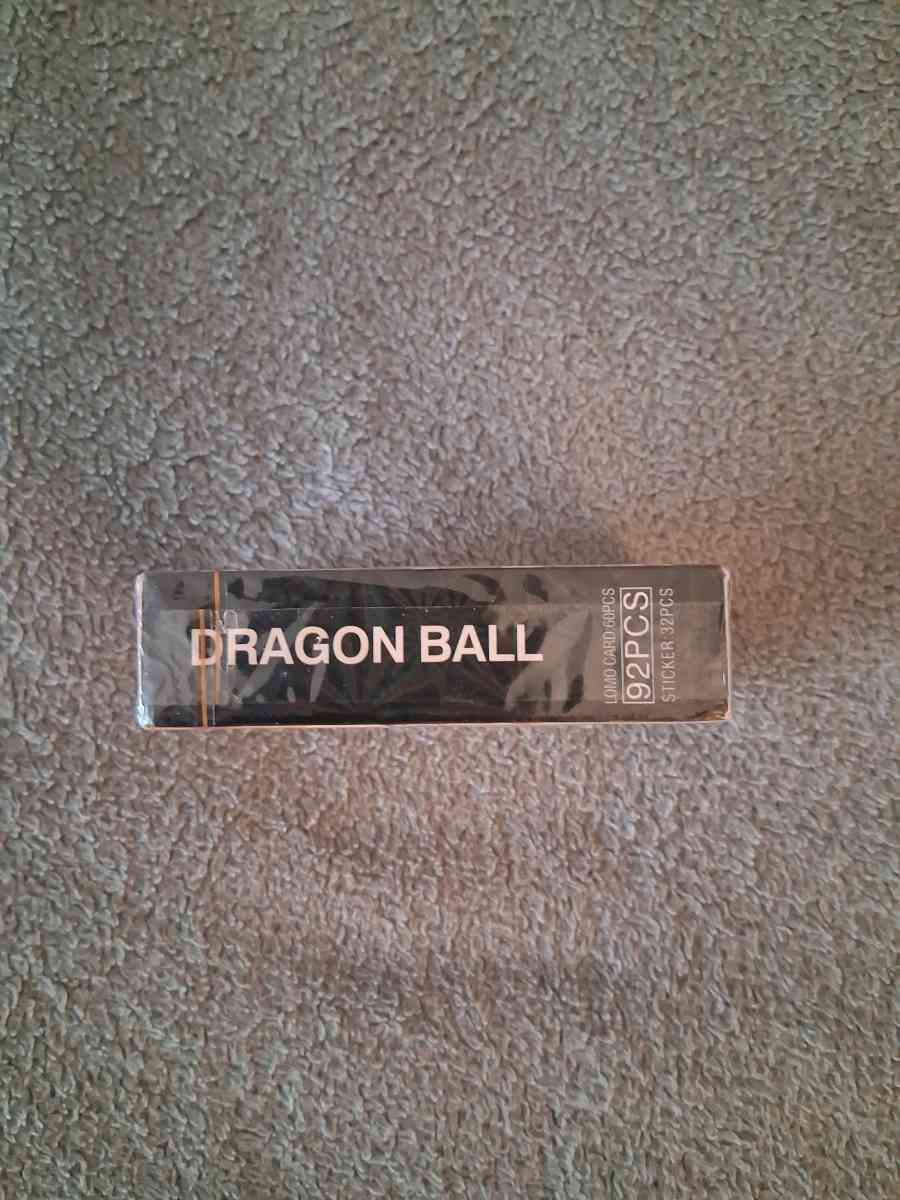 DRAGON BALL
LOMO CARD 60PCS
92PCS
STICKER 32PCS